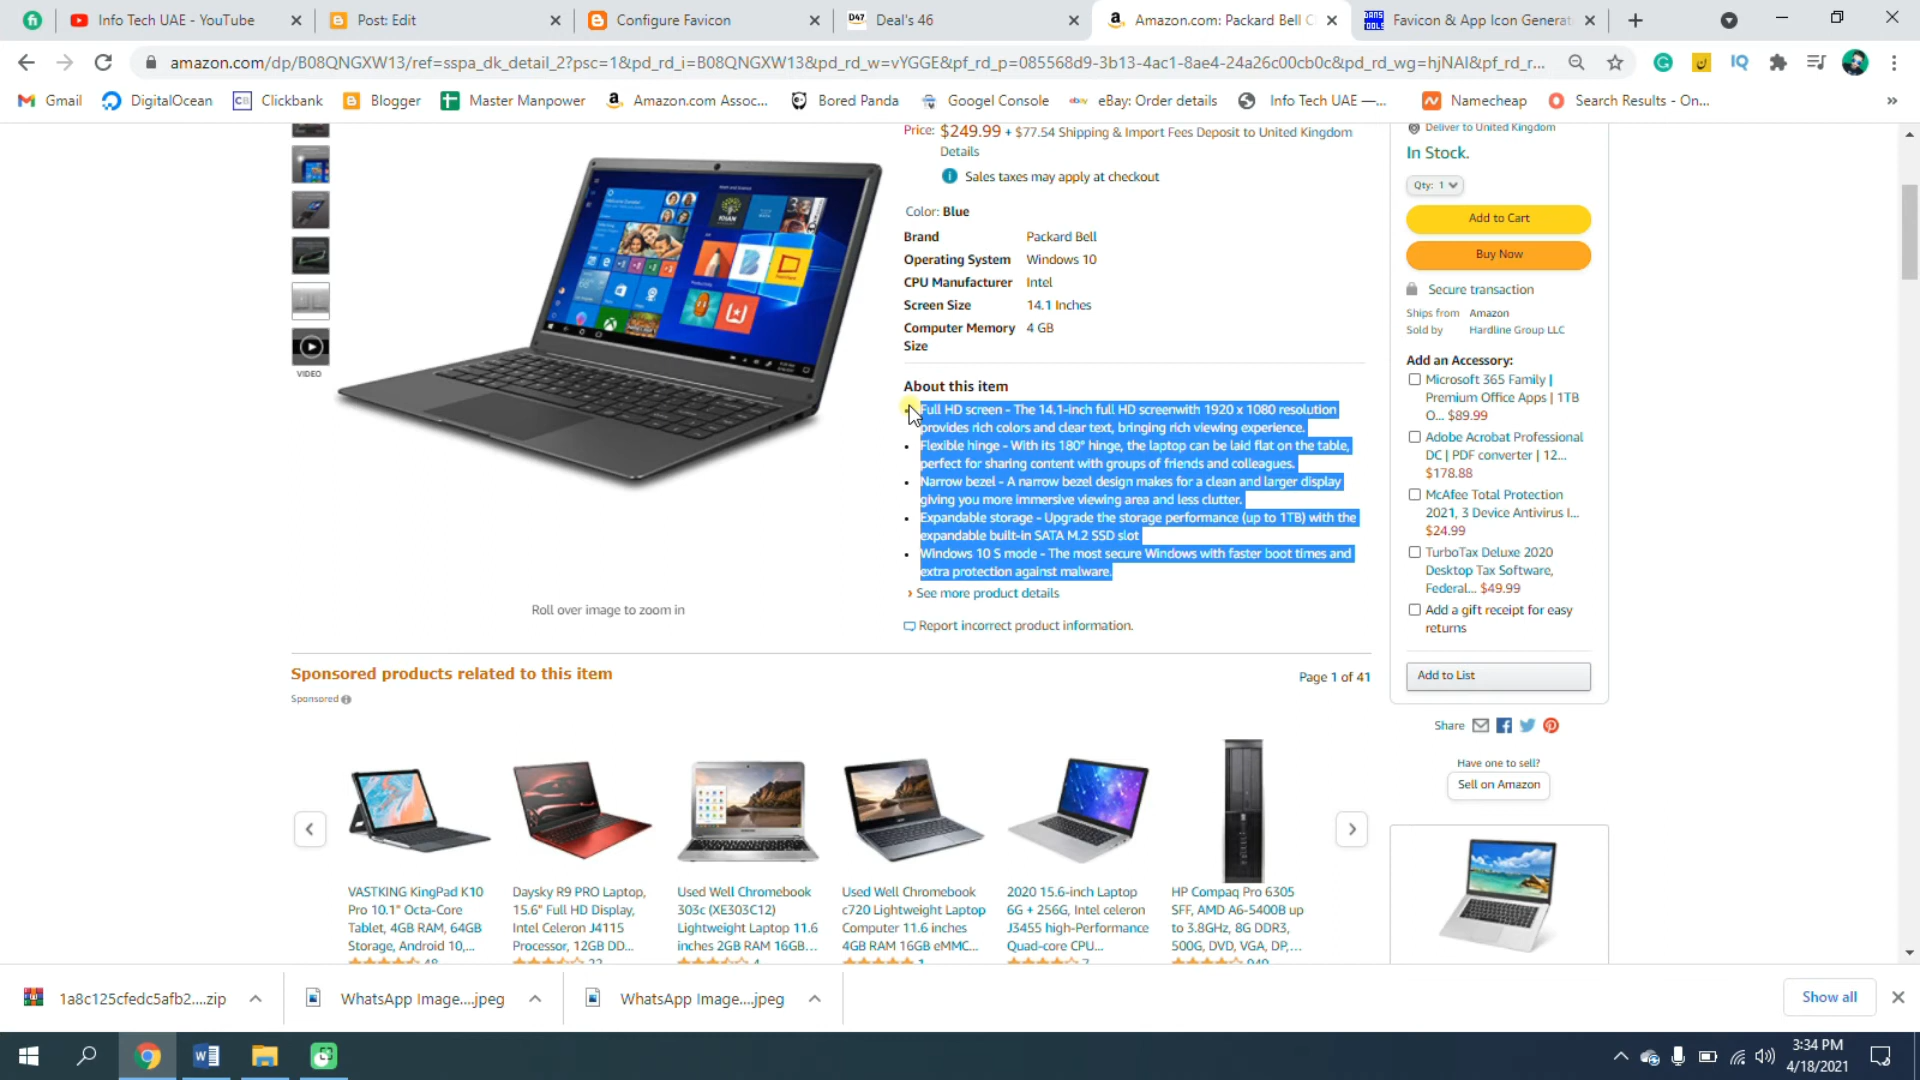 Info Tech UAE - YouTube
Post: Edit
Configure Favicon
D47 Deal's 46
Amazon.com: Packard Bell C
Favicon & App Icon Generat
amazon.com/dp/B08QNGXW13/ref=sspa_dk_detail_2?psc=1&pd_rd_i=B08QNGXW13&pd_rd_w=vYGGE&pf_rd_p=085568d9-3b13-4ac1-8ae4-24a26c00cb0c&pd_rd_wg=hjNAI&pf_rd_r...
Gmail
DigitalOcean
CB Clickbank
Blogger
Master Manpower
Amazon.com Assoc...
Bored Panda
Googel Console
eBay: Order details
Info Tech UAE —...
Namecheap
Search Results - On...
Price: $249.99 + $77.54 Shipping & Import Fees Deposit to United Kingdom
Details
Sales taxes may apply at checkout
Color: Blue
Brand Packard Bell
Operating System Windows 10
CPU Manufacturer Intel
Screen Size 14.1 Inches
Computer Memory 4 GB
Size
About this item
Full HD screen - The 14.1-inch full HD screenwith 1920 x 1080 resolution
provides rich colors and clear text, bringing rich viewing experience.
Flexible hinge - With its 180° hinge, the laptop can be laid flat on the table,
perfect for sharing content with groups of friends and colleagues.
Narrow bezel - A narrow bezel design makes for a clean and larger display
giving you more immersive viewing area and less clutter.
Expandable storage - Upgrade the storage performance (up to 1TB) with the
expandable built-in SATA M.2 SSD slot
Windows 10 S mode - The most secure Windows with faster boot times and
extra protection against malware.
› See more product details
Report incorrect product information.
VIDEO
Roll over image to zoom in
Deliver to United Kingdom
In Stock.
Qty: 1
Add to Cart
Buy Now
Secure transaction
Ships from Amazon
Sold by Hardline Group LLC
Add an Accessory:
Microsoft 365 Family |
Premium Office Apps | 1TB
O... $89.99
Adobe Acrobat Professional
DC | PDF converter | 12...
$178.88
McAfee Total Protection
2021, 3 Device Antivirus I...
$24.99
TurboTax Deluxe 2020
Desktop Tax Software,
Federal... $49.99
Add a gift receipt for easy
returns
Add to List
Share
Have one to sell?
Sell on Amazon
Sponsored products related to this item
Page 1 of 41
Sponsored
VASTKING KingPad K10
Pro 10.1" Octa-Core
Tablet, 4GB RAM, 64GB
Storage, Android 10,...
48
Daysky R9 PRO Laptop,
15.6" Full HD Display,
Intel Celeron J4115
Processor, 12GB DD...
Used Well Chromebook
303c (XE303C12)
Lightweight Laptop 11.6
inches 2GB RAM 16GB...
4
Used Well Chromebook
c720 Lightweight Laptop
Computer 11.6 inches
4GB RAM 16GB eMMC...
1
2020 15.6-inch Laptop
6G + 256G, Intel celeron
J3455 high-Performance
Quad-core CPU...
HP Compaq Pro 6305
SFF, AMD A6-5400B up
to 3.8GHz, 8G DDR3,
500G, DVD, VGA, DP,...
1a8c125cfedc5afb2....zip
WhatsApp Image....jpeg
WhatsApp Image....jpeg
Show all
3:34 PM
4/18/2021